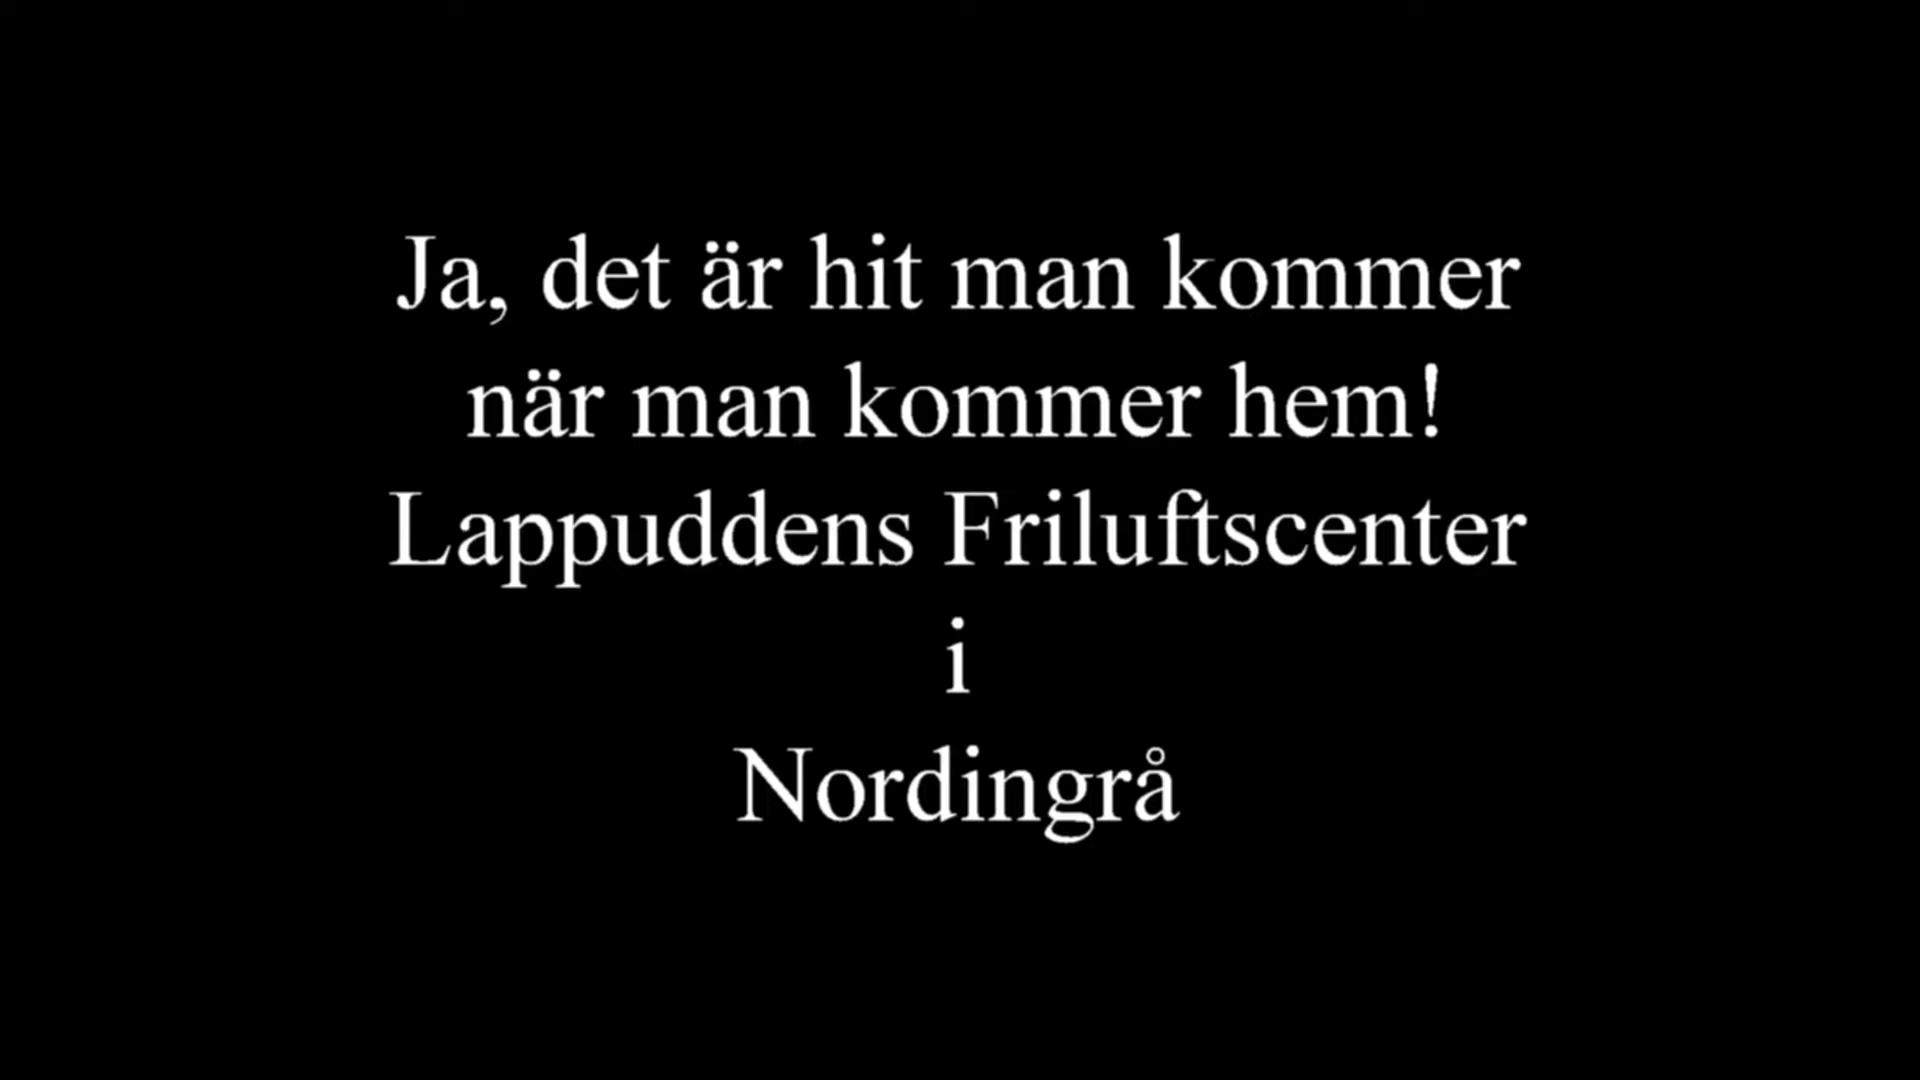 Ja, det är hit man kommer
när man kommer hem!
Lappuddens Friluftscenter
i
Nordingrå